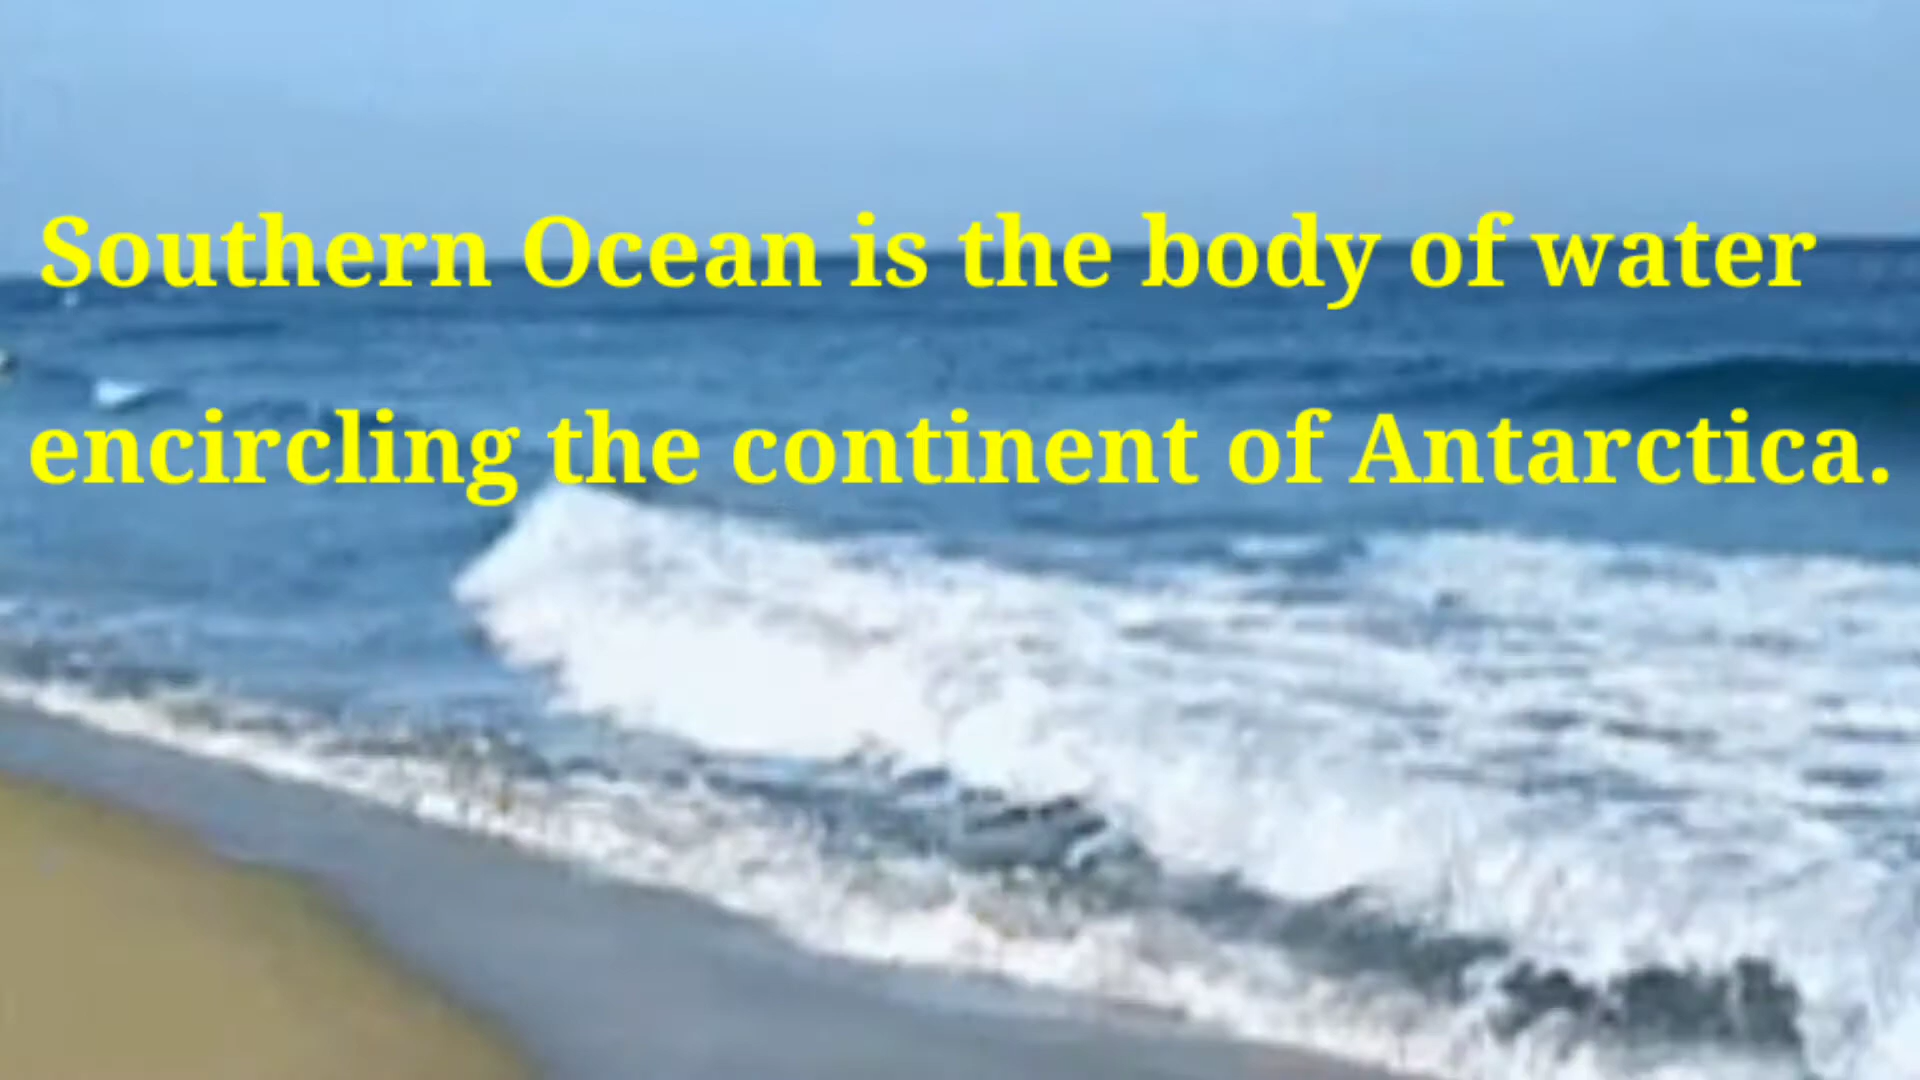 Southern Ocean is the body of water
encircling the continent of Antarctica.